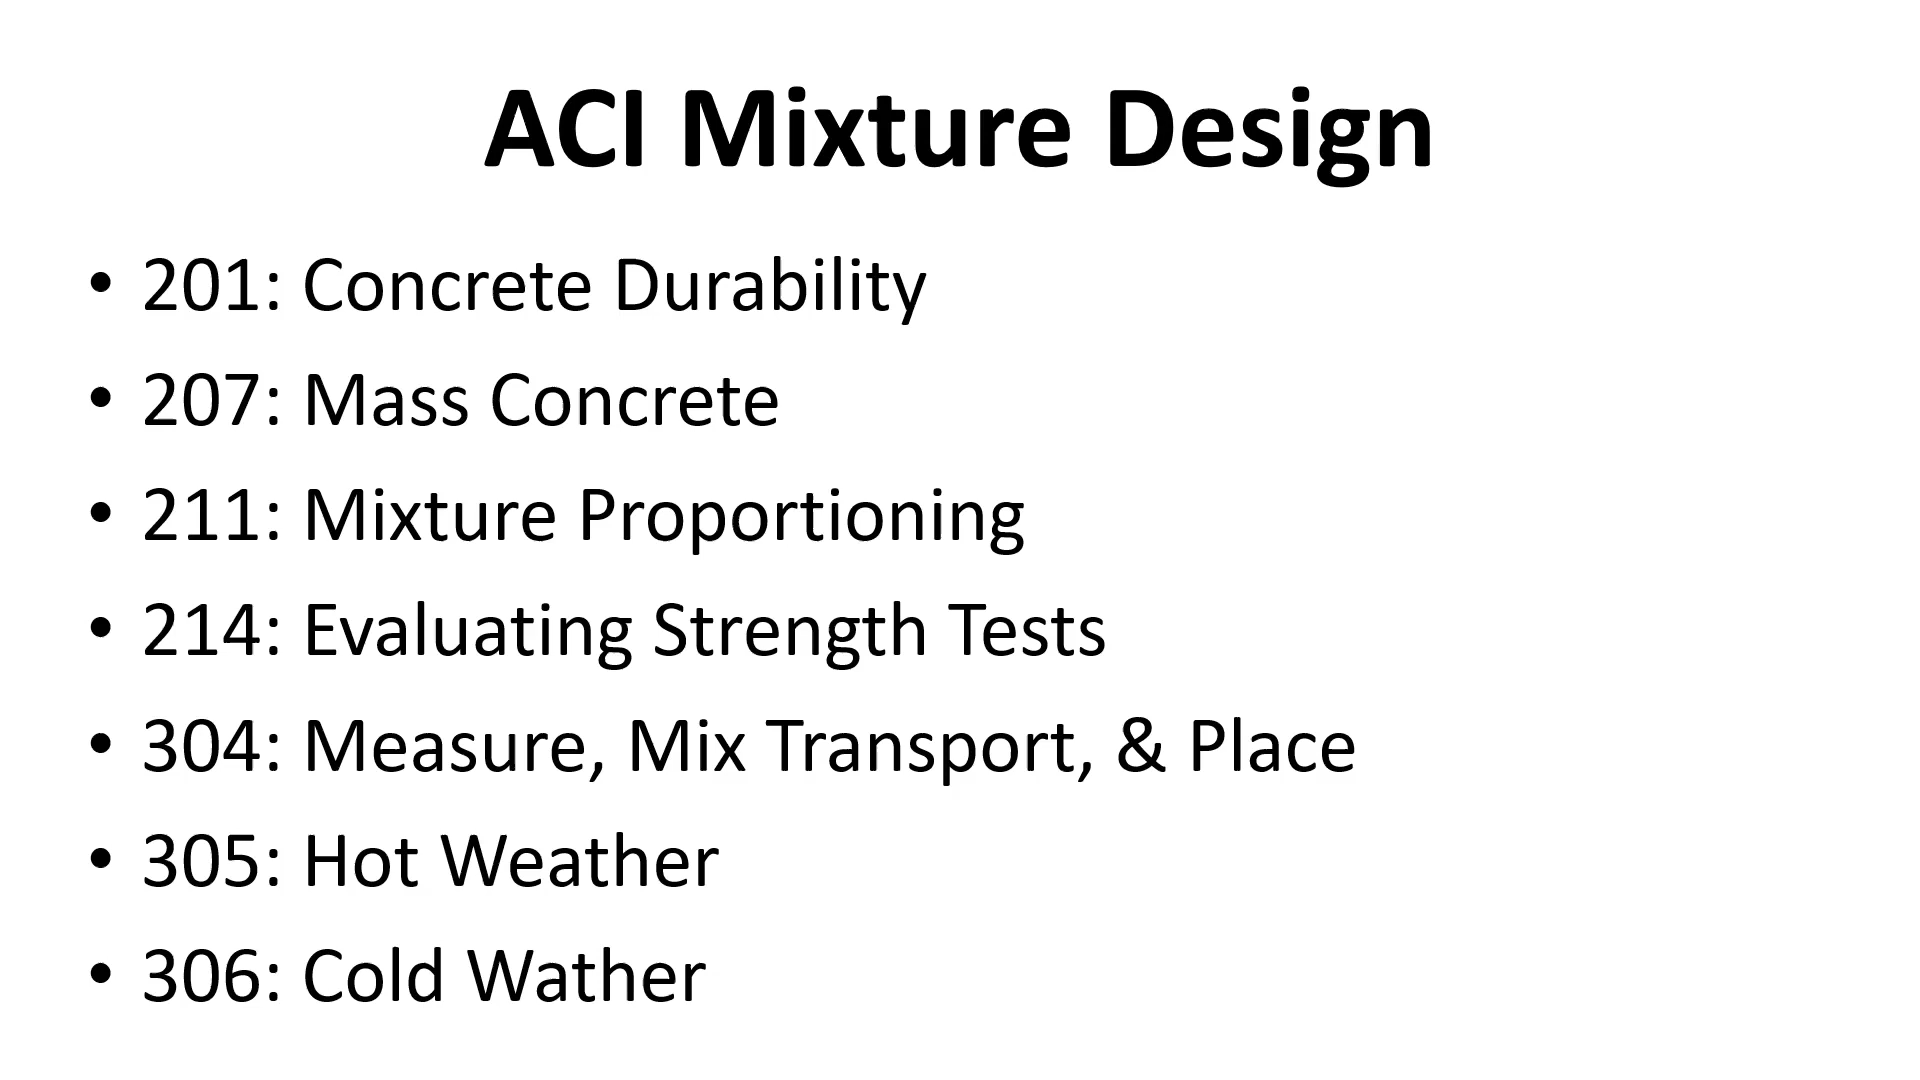 ACI Mixture Design
• 201: Concrete Durability
• 207: Mass Concrete
• 211: Mixture Proportioning
• 214: Evaluating Strength Tests
• 304: Measure, Mix Transport, & Place
• 305: Hot Weather
• 306: Cold Wather